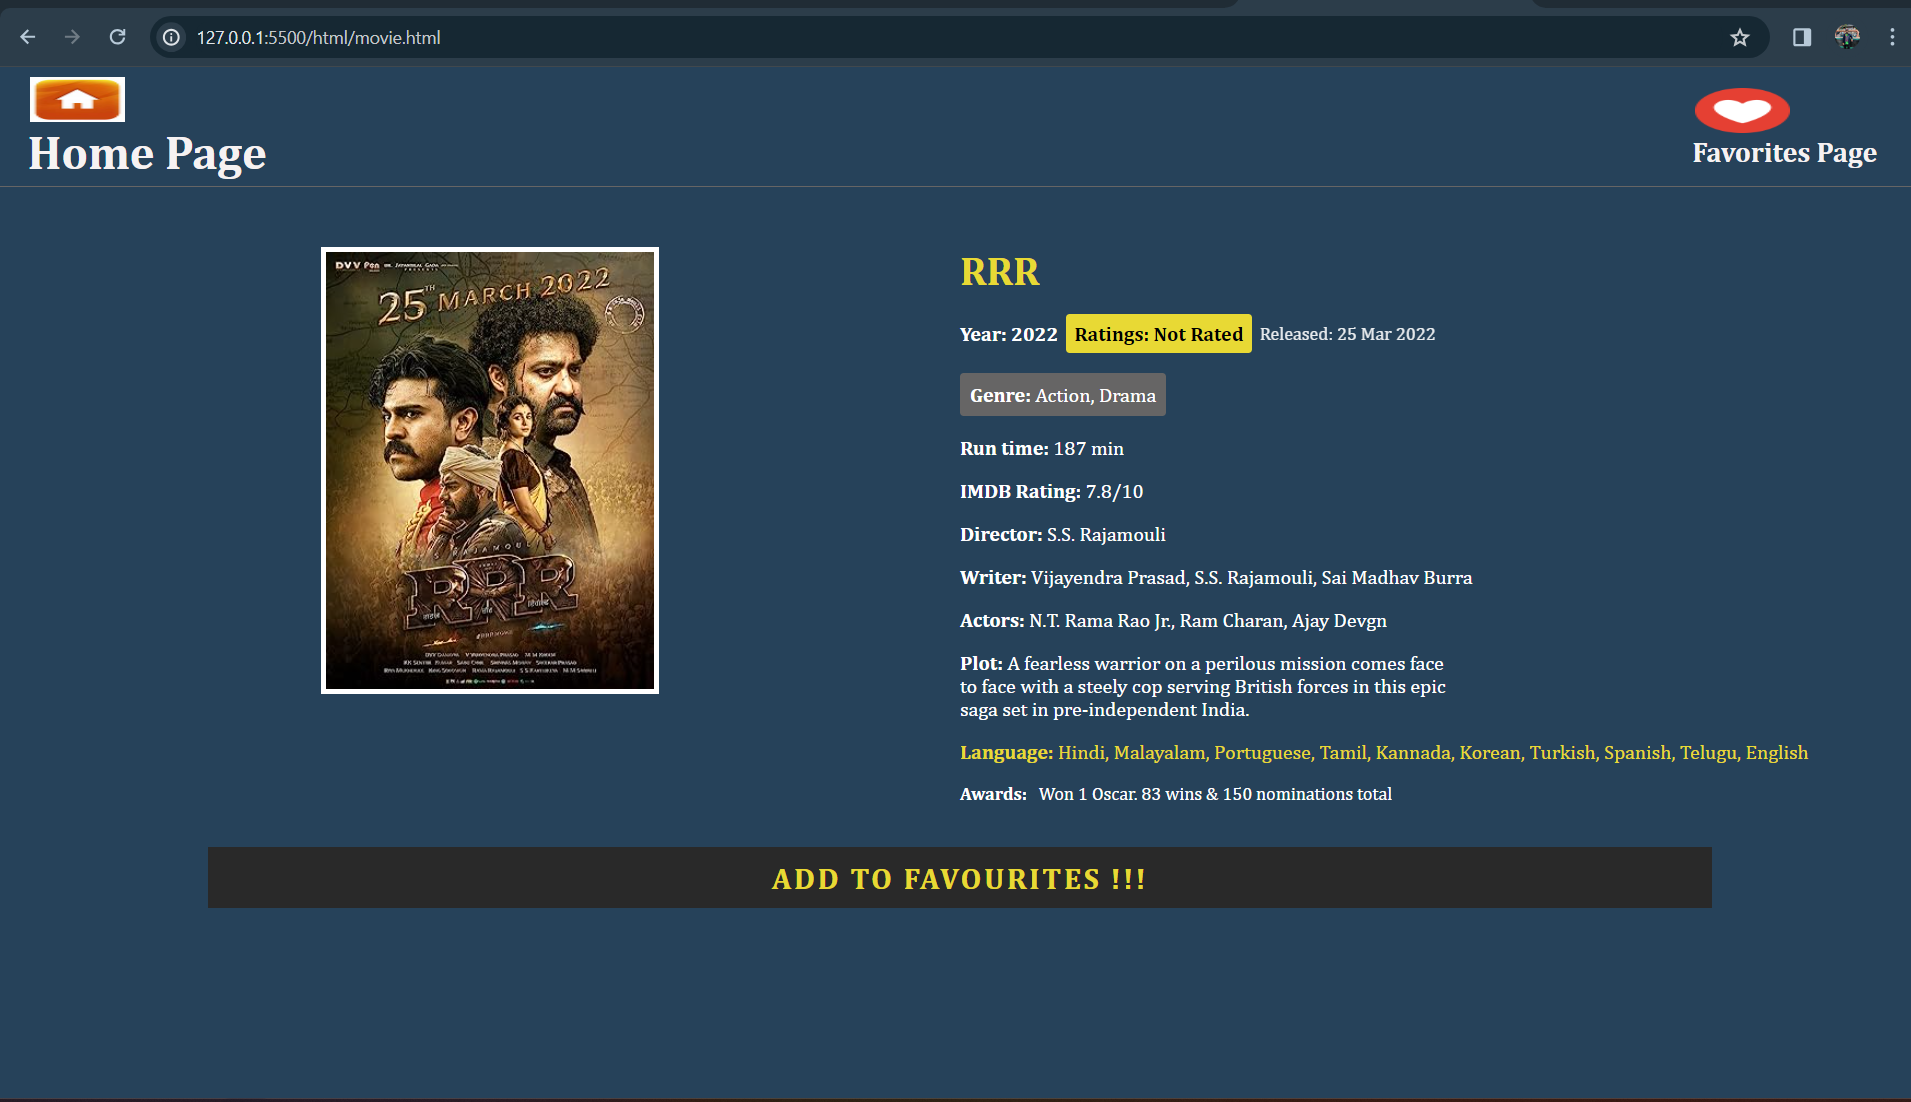 127.0.0.1:5500/html/movie.html
Home Page
Favorites Page
DVV
25TH MARCH 2022
RRR
RRR
Year: 2022 Ratings: Not Rated Released: 25 Mar 2022
Genre: Action, Drama
Run time: 187 min
IMDB Rating: 7.8/10
Director: S.S. Rajamouli
Writer: Vijayendra Prasad, S.S. Rajamouli, Sai Madhav Burra
Actors: N.T. Rama Rao Jr., Ram Charan, Ajay Devgn
Plot: A fearless warrior on a perilous mission comes face
to face with a steely cop serving British forces in this epic
saga set in pre-independent India.
Language: Hindi, Malayalam, Portuguese, Tamil, Kannada, Korean, Turkish, Spanish, Telugu, English
Awards: Won 1 Oscar. 83 wins & 150 nominations total
ADD TO FAVOURITES !!!